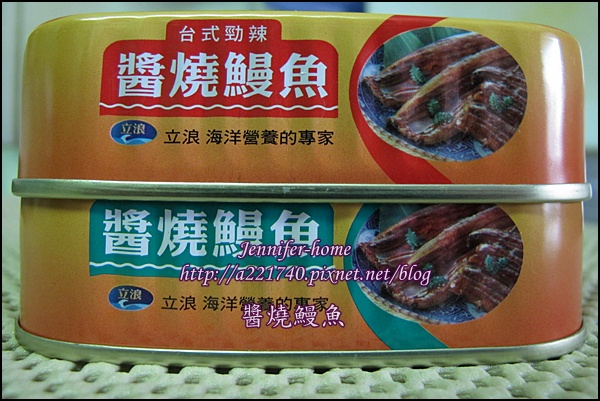 台式勁辣
醬燒鰻魚
立浪 立浪 海洋營養的專家
醬燒鰻魚
Jennifer-home
http://a221740.pixnet.net/blog
立浪 立浪 海洋營養的專家
醬燒鰻魚